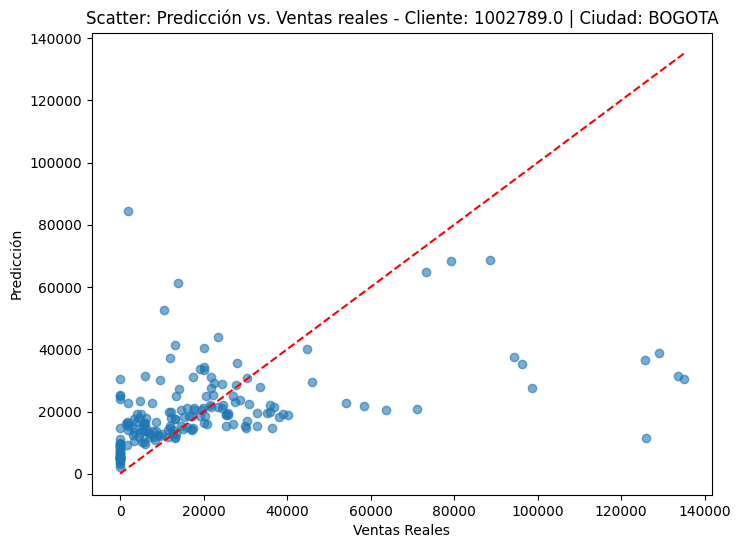 Scatter: Predicción vs. Ventas reales - Cliente: 1002789.0 | Ciudad: BOGOTA
140000
120000
100000
80000
60000
40000
20000
0
Predicción
0 20000 40000 60000 80000 100000 120000 140000
Ventas Reales